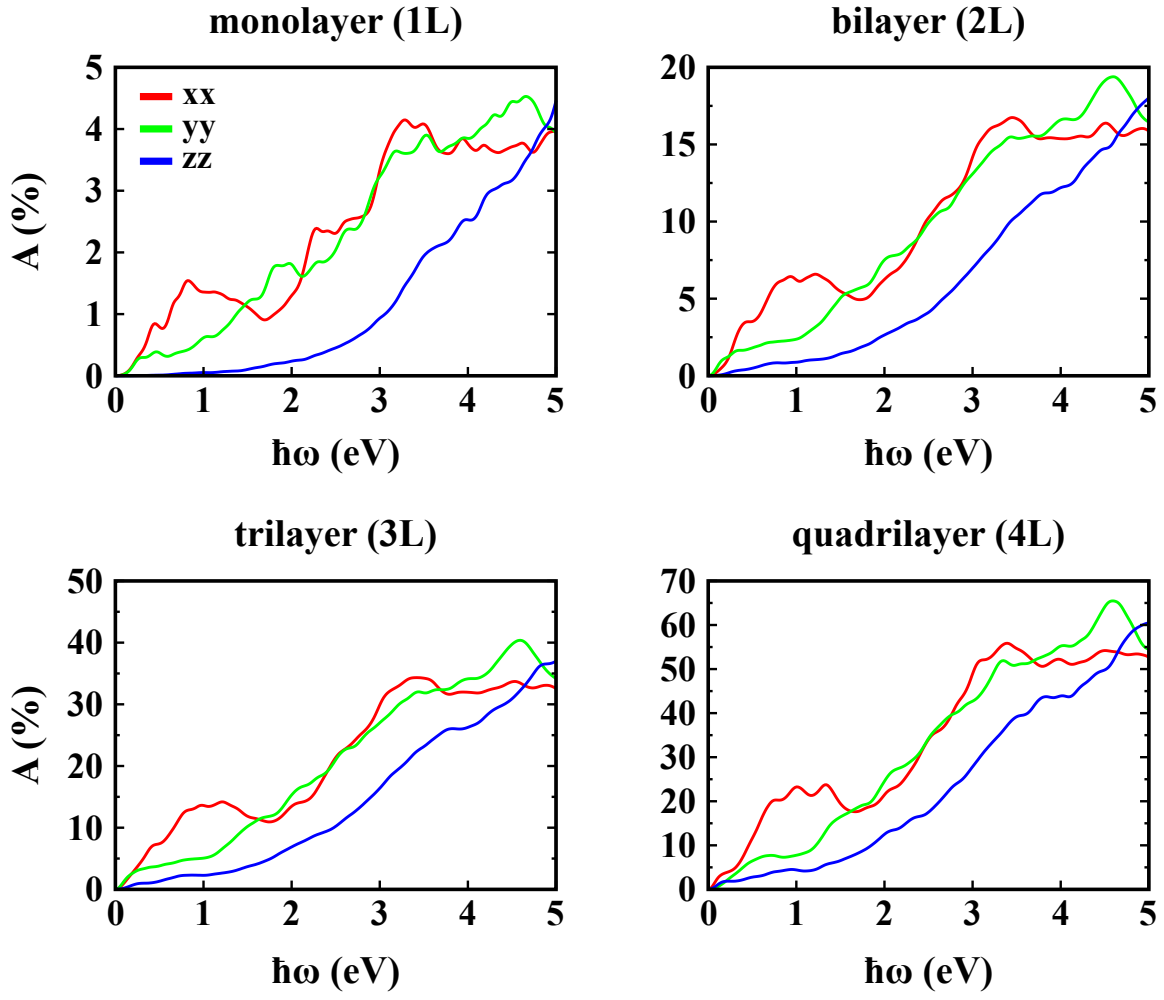 monolayer (1L)
bilayer (2L)
5
4
3
2
1
0
A (%)
xx
yy
zz
0 1 2 3 4 5
ħω (eV)
20
15
10
5
0
0 1 2 3 4 5
ħω (eV)
trilayer (3L)
quadrilayer (4L)
50
40
30
20
10
0
A (%)
0 1 2 3 4 5
ħω (eV)
70
60
50
40
30
20
10
0
0 1 2 3 4 5
ħω (eV)